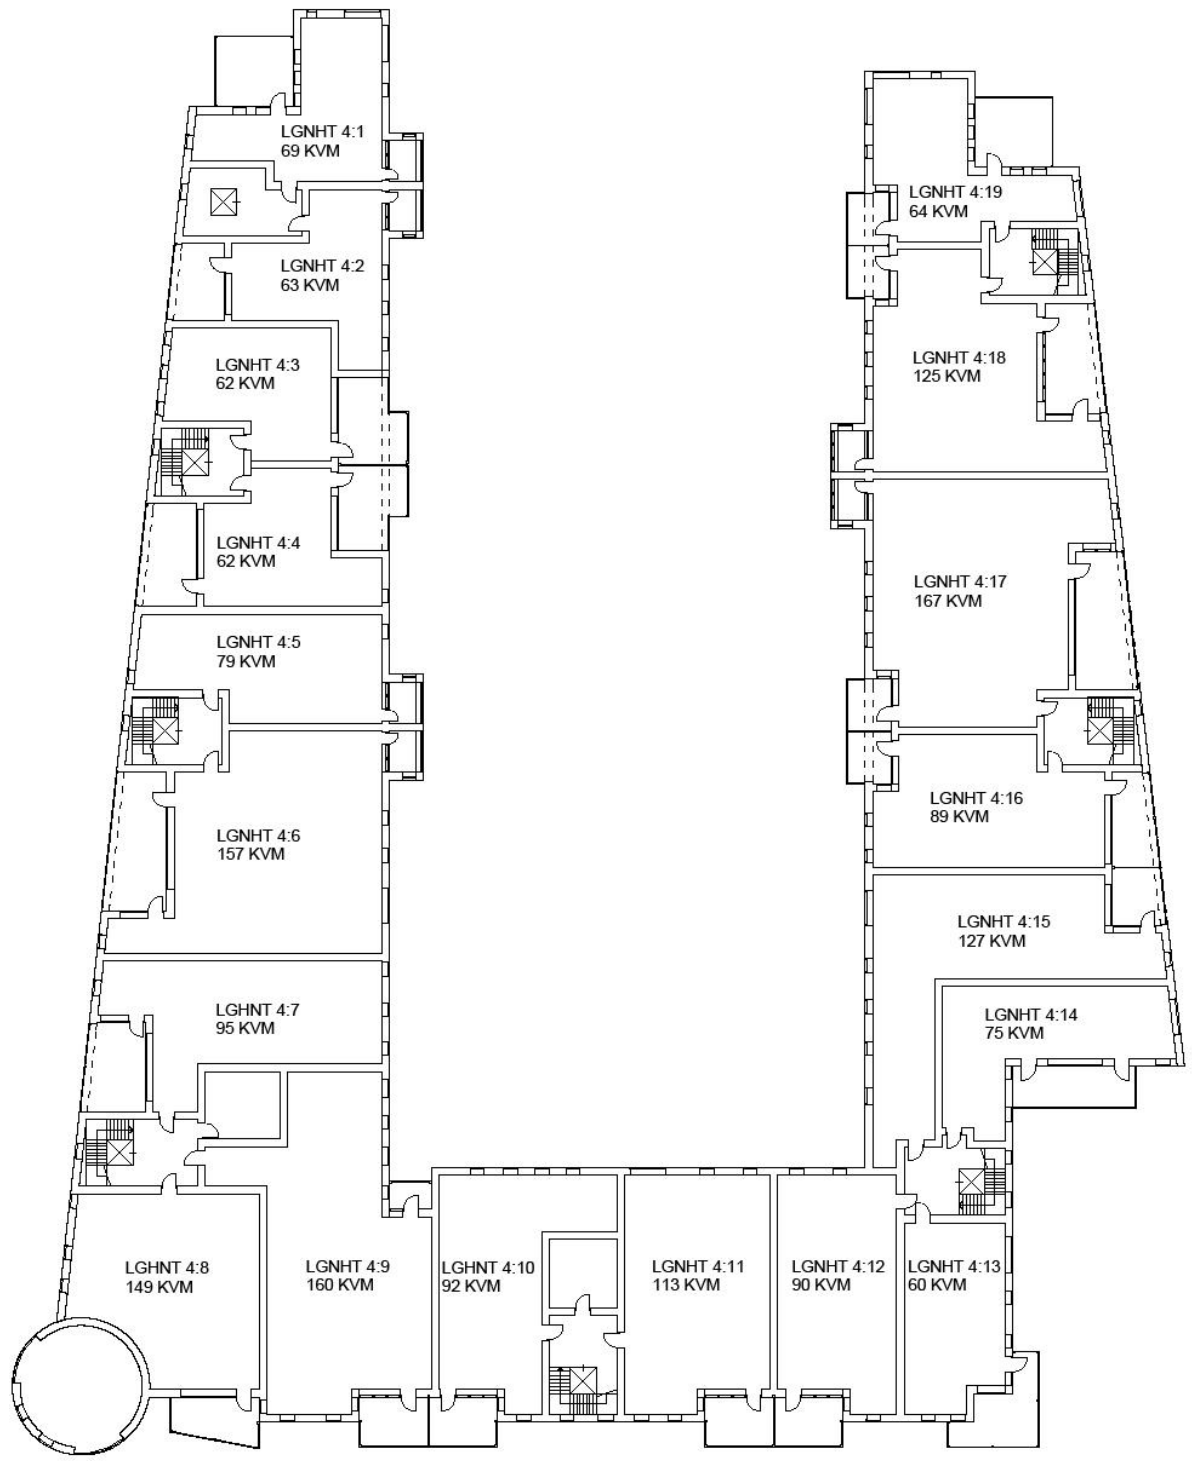 LGNHT 4:1
69 KVM
LGNHT 4:2
63 KVM
LGNHT 4:3
62 KVM
LGNHT 4:4
62 KVM
LGNHT 4:5
79 KVM
LGNHT 4:6
157 KVM
LGHNT 4:7
95 KVM
LGHNT 4:8
149 KVM
LGNHT 4:9
160 KVM
LGHNT 4:10
92 KVM
LGNHT 4:11
113 KVM
LGNHT 4:12
90 KVM
LGNHT 4:13
60 KVM
LGNHT 4:14
75 KVM
LGNHT 4:15
127 KVM
LGNHT 4:16
89 KVM
LGNHT 4:17
167 KVM
LGNHT 4:18
125 KVM
LGNHT 4:19
64 KVM